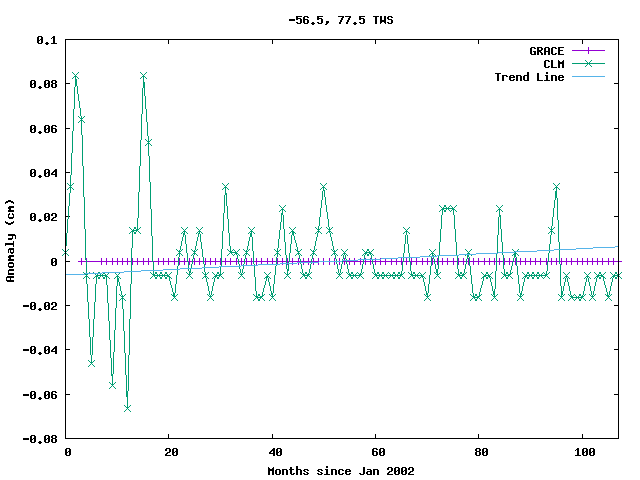 -56.5, 77.5 TWS
GRACE
CLM
Trend Line
0.1
0.08
0.06
0.04
0.02
0
-0.02
-0.04
-0.06
-0.08
Anomaly (cm)
0 20 40 60 80 100
Months since Jan 2002